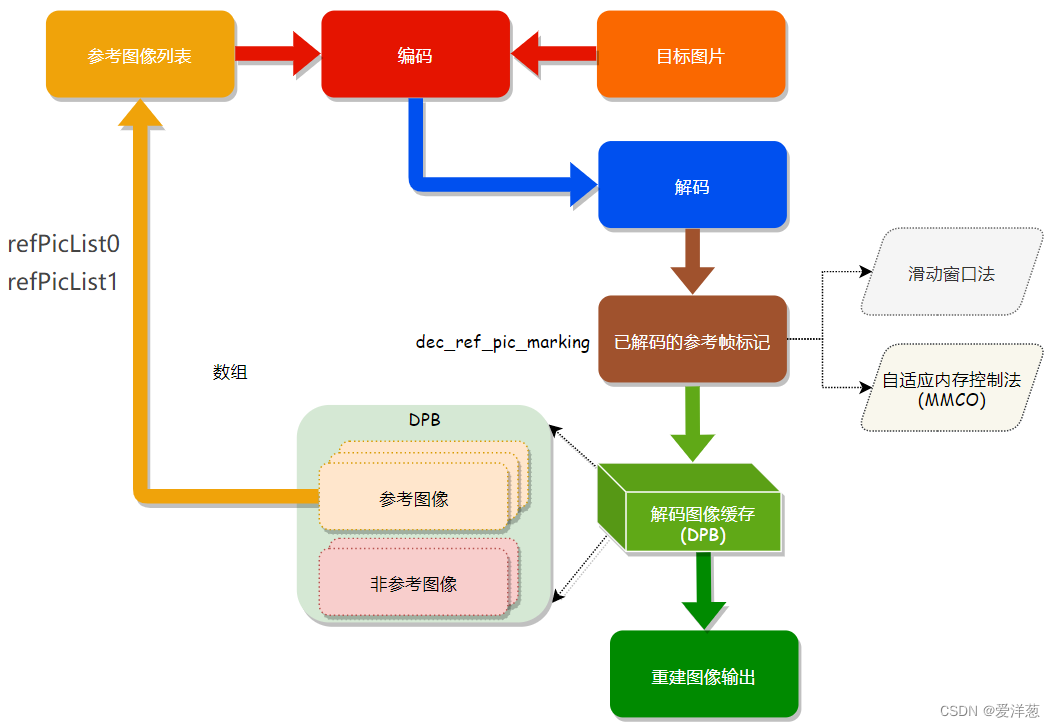 参考图像列表
编码
目标图片
解码
refPicList0
refPicList1
滑动窗口法
dec_ref_pic_marking
已解码的参考帧标记
数组
自适应内存控制法
(MMCO)
DPB
参考图像
解码图像缓存
(DPB)
非参考图像
重建图像输出
CSDN @爱洋葱